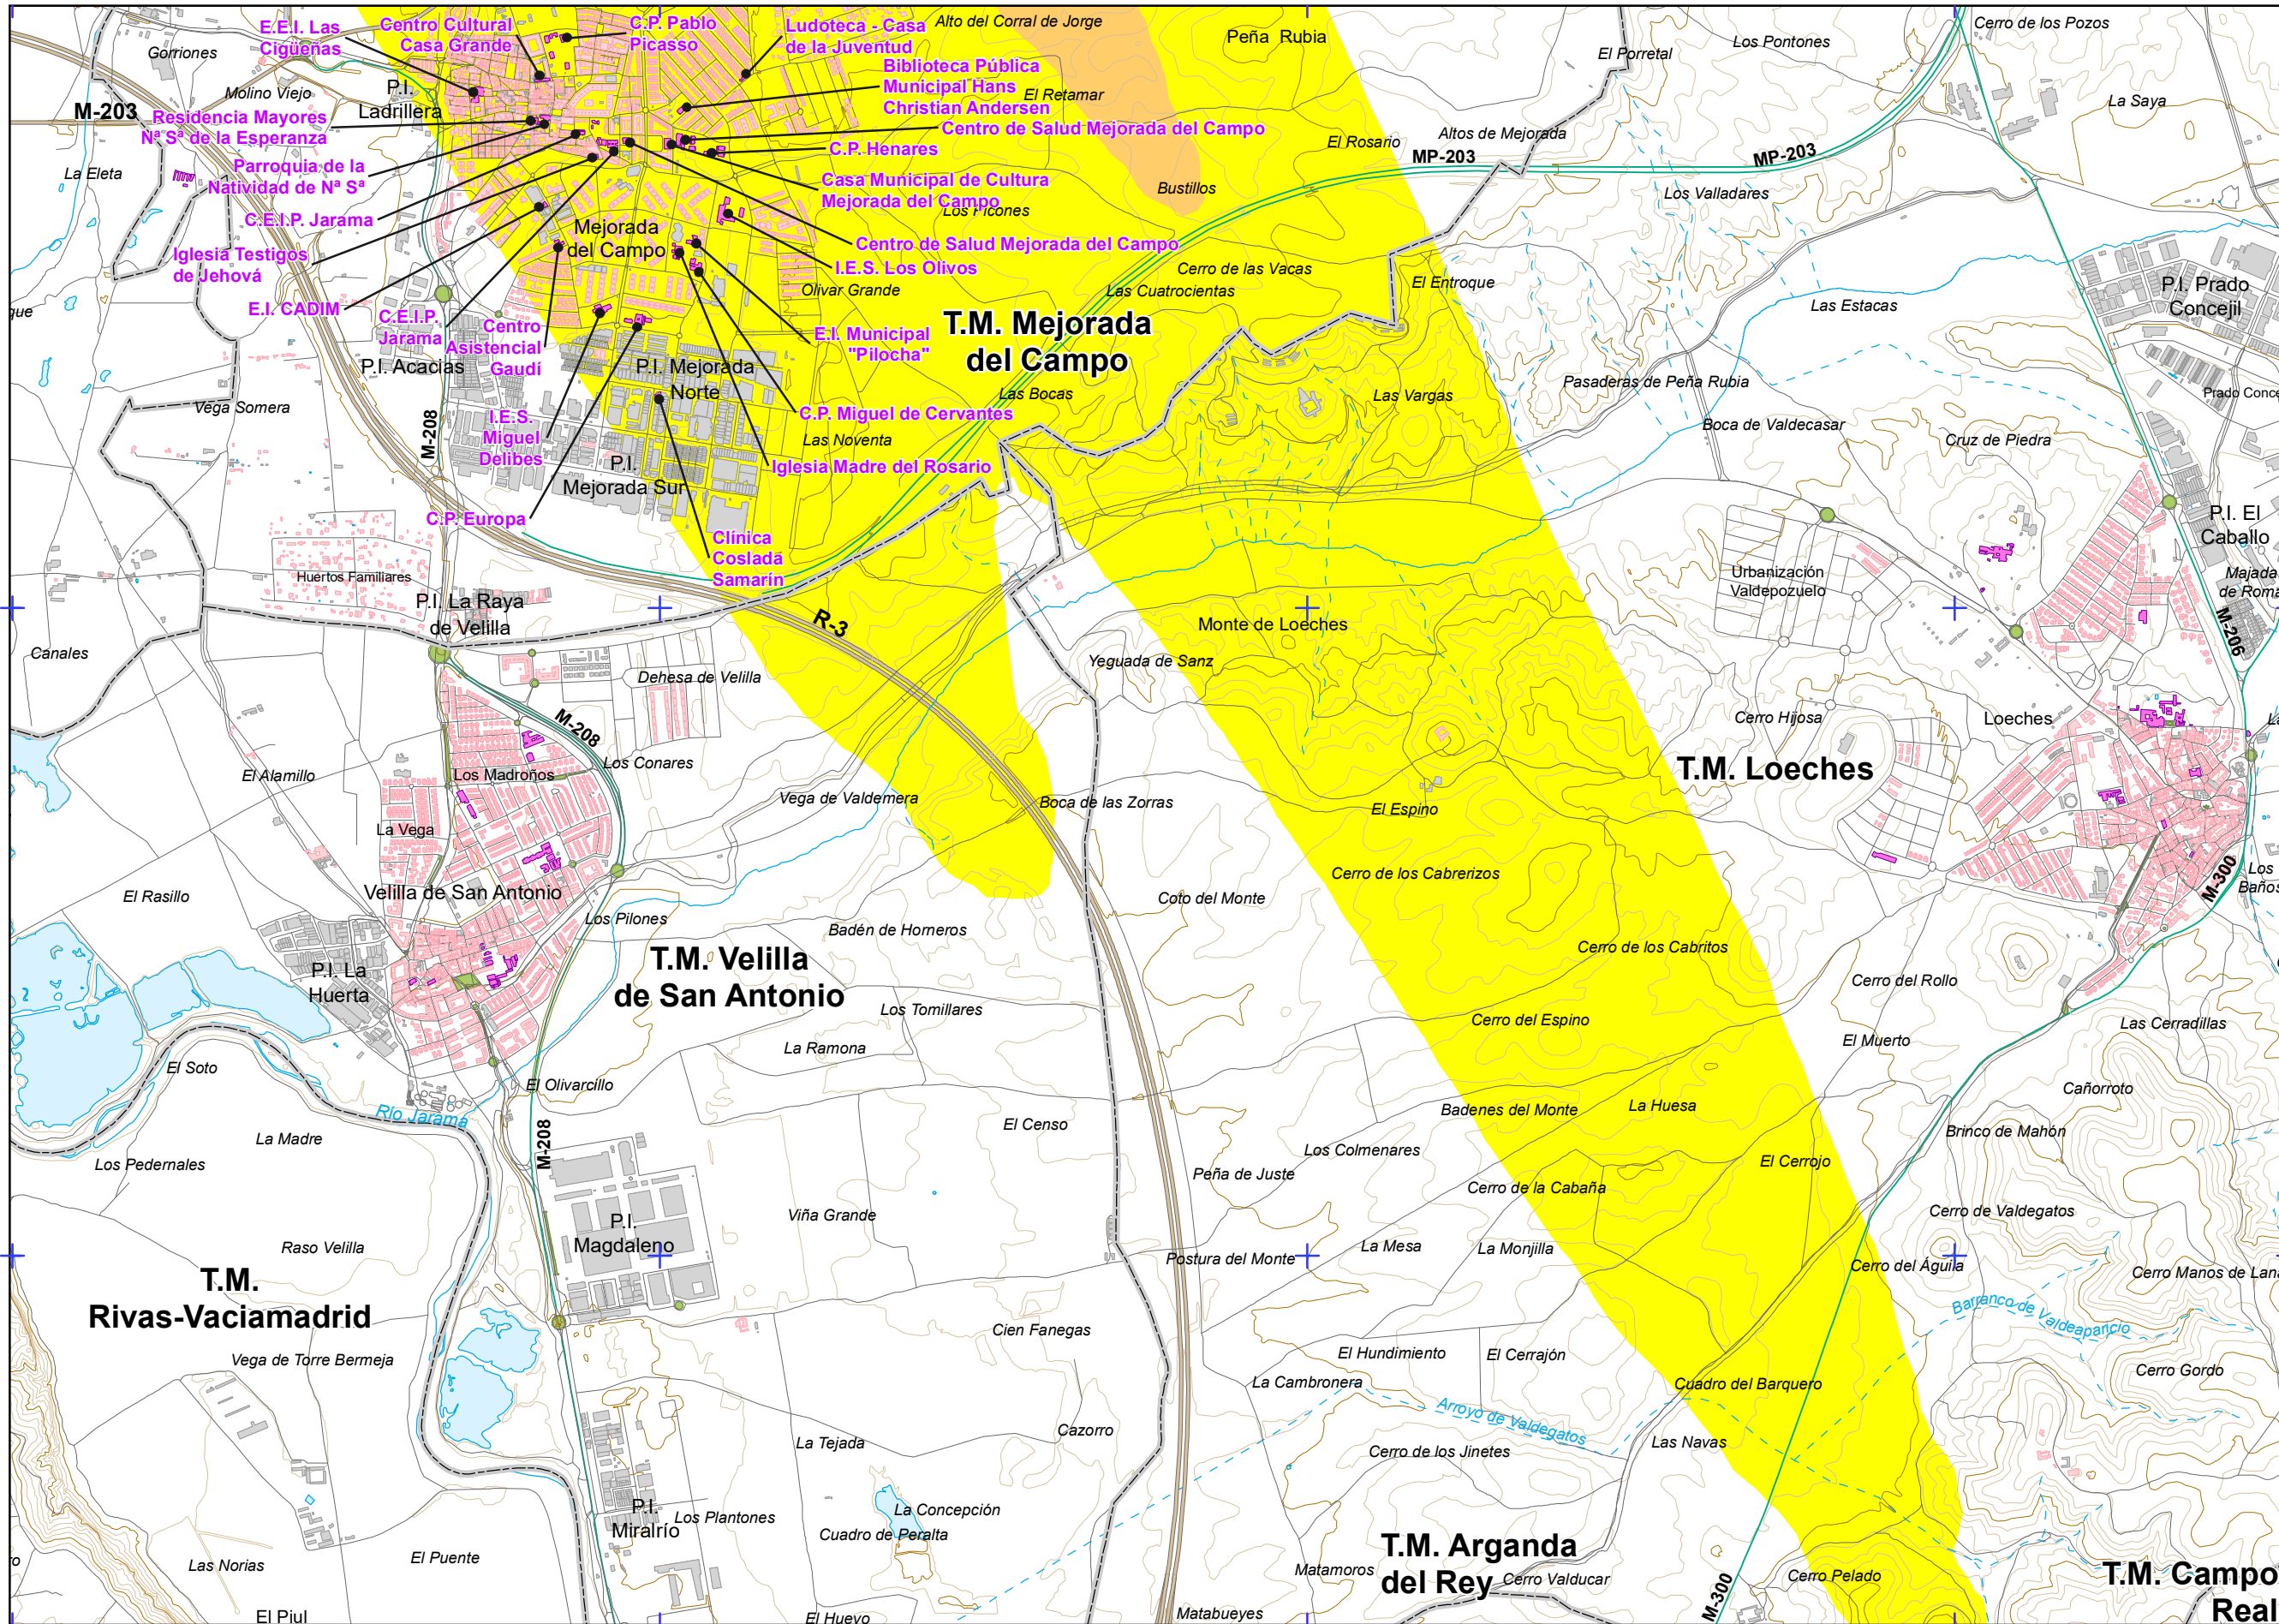 E.E.I. Las
Cigüeñas
Centro Cultural
Casa Grande
C.P. Pablo
Picasso
Ludoteca - Casa
de la Juventud
Alto del Corral de Jorge
Peña Rubia
El Porretal
Los Pontones
Cerro de los Pozos
Gorriones
Molino Viejo
P.I.
Ladrillera
Biblioteca Pública
Municipal Hans
Christian Andersen
El Retamar
La Saya
M-203
Residencia Mayores
Nª Sª de la Esperanza
Centro de Salud Mejorada del Campo
C.P. Henares
El Rosario
Altos de Mejorada
MP-203
MP-203
La Eleta
Parroquia de la
Natividad de Nª Sª
Casa Municipal de Cultura
Mejorada del Campo
Bustillos
Los Valladares
C.E.I.P. Jarama
Los Picones
Mejorada
del Campo
Centro de Salud Mejorada del Campo
Iglesia Testigos
de Jehová
I.E.S. Los Olivos
Cerro de las Vacas
El Entroque
Olivar Grande
Las Cuatrocientas
Las Estacas
P.I. Prado
Concejil
que
E.I. CADIM
C.E.I.P.
Jarama
Centro
Asistencial
Gaudí
E.I. Municipal
"Pilocha"
T.M. Mejorada
del Campo
P.I. Acacias
P.I. Mejorada
Norte
Las Bocas
Las Vargas
Pasaderas de Peña Rubia
Prado Conce
Vega Somera
M-208
I.E.S.
Miguel
Delibes
C.P. Miguel de Cervantes
Las Noventa
Boca de Valdecasar
Cruz de Piedra
P.I.
Mejorada Sur
Iglesia Madre del Rosario
C.P. Europa
Clínica
Coslada
Samarín
P.I. El
Caballo
Huertos Familiares
Urbanización
Valdepozuelo
Majada
de Roma
P.I. La Raya
de Velilla
R-3
Monte de Loeches
M-206
Canales
Dehesa de Velilla
Yeguada de Sanz
M-208
Cerro Hijosa
Loeches
La
El Alamillo
Los Madroños
Los Conares
T.M. Loeches
Vega de Valdemera
Boca de las Zorras
El Espino
La Vega
El Rasillo
Velilla de San Antonio
Cerro de los Cabrerizos
M-300
Los
Baños
Los Pilones
Coto del Monte
Badén de Horneros
Cerro de los Cabritos
P.I. La
Huerta
T.M. Velilla
de San Antonio
Cerro del Rollo
Los Tomillares
Cerro del Espino
Las Cerradillas
La Ramona
El Muerto
El Soto
El Olivarcillo
Cañorroto
Río Jarama
El Censo
Badenes del Monte
La Huesa
La Madre
M-208
Brinco de Mahón
Los Pedernales
Los Colmenares
Peña de Juste
El Cerrojo
Cerro de la Cabaña
P.I.
Magdaleno
Viña Grande
Cerro de Valdegatos
Raso Velilla
Postura del Monte
La Mesa
La Monjilla
Cerro del Águila
Cerro Manos de Lana
T.M.
Rivas-Vaciamadrid
Barranco de Valdeaparicio
Cien Fanegas
Vega de Torre Bermeja
El Hundimiento
El Cerrajón
Cerro Gordo
La Cambronera
Cuadro del Barquero
Arroyo de Valdegatos
Cazorro
La Tejada
Cerro de los Jinetes
Las Navas
P.I.
Miralrío
Los Plantones
La Concepción
Cuadro de Peralta
T.M. Arganda
del Rey
Las Norias
El Puente
Matamoros
Cerro Valducar
Cerro Pelado
T.M. Campo
Real
ro
El Piul
El Huevo
Matabueyes
M-300